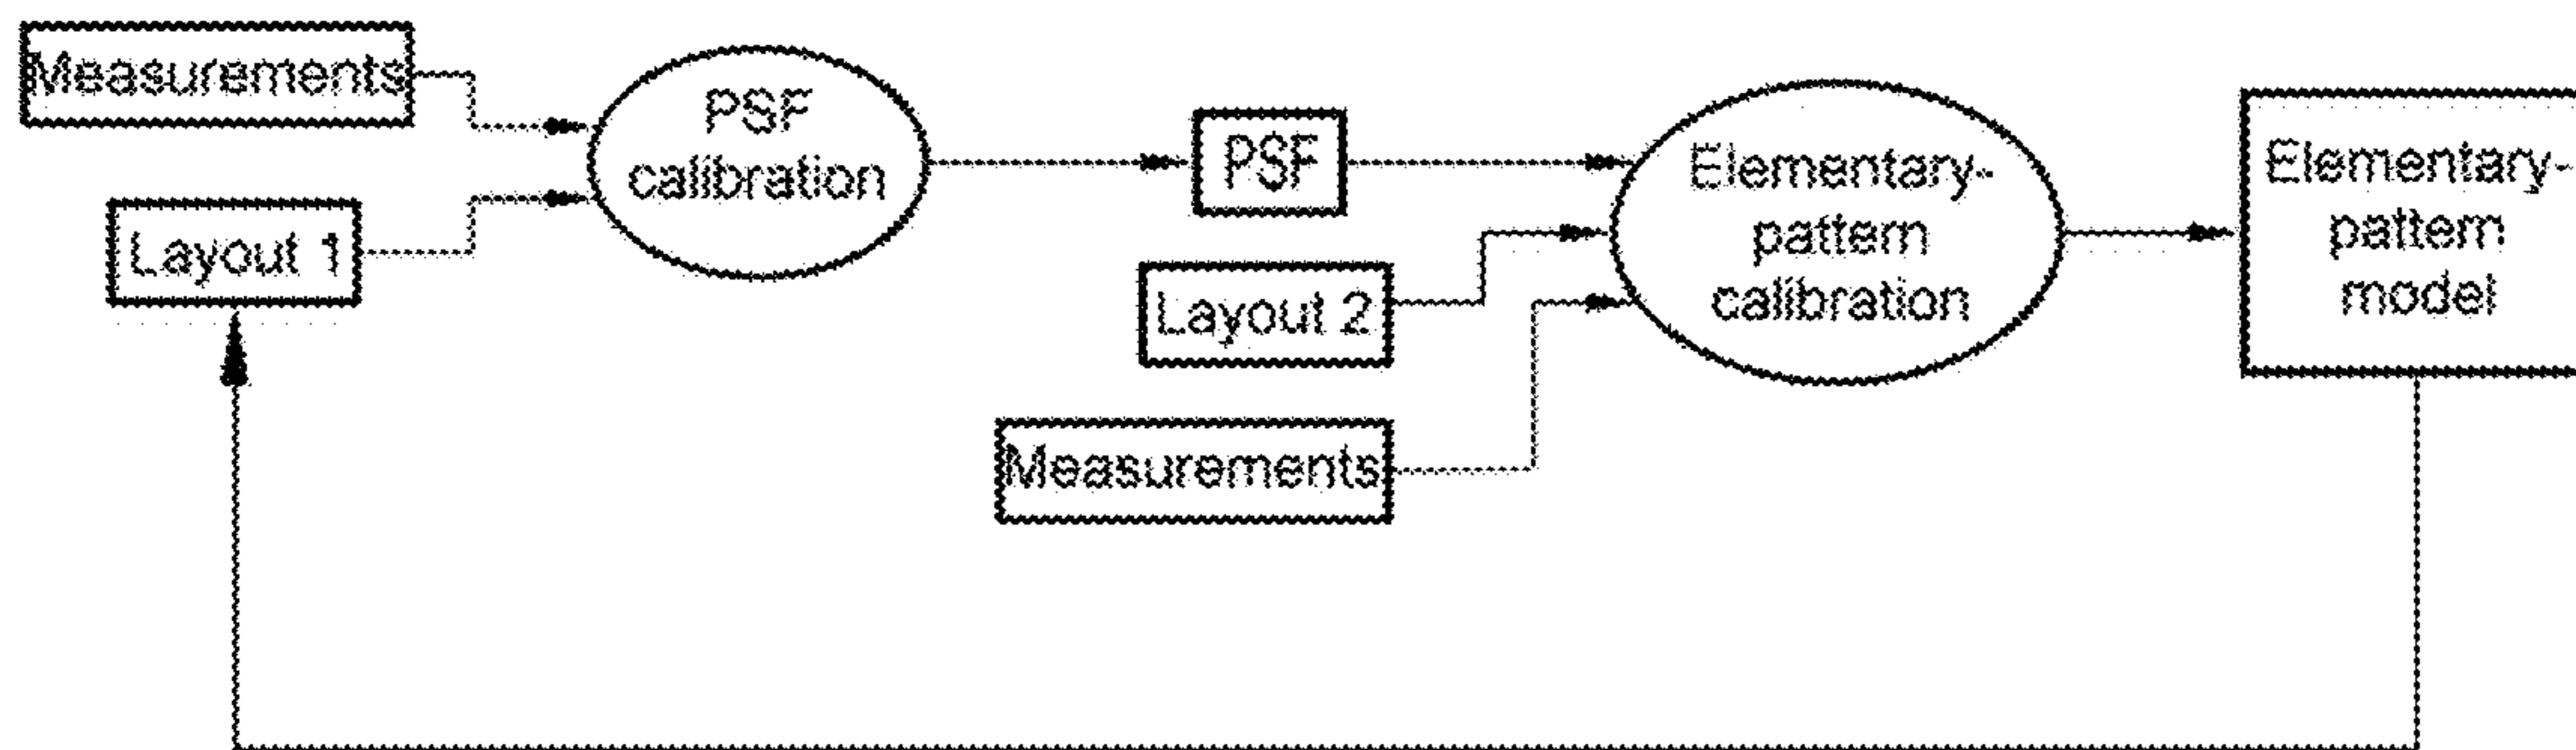 Measurements
Layout 1
PSF
calibration
PSF
Layout 2
Measurements
Elementary-
pattern
calibration
Elementary-
pattern
model